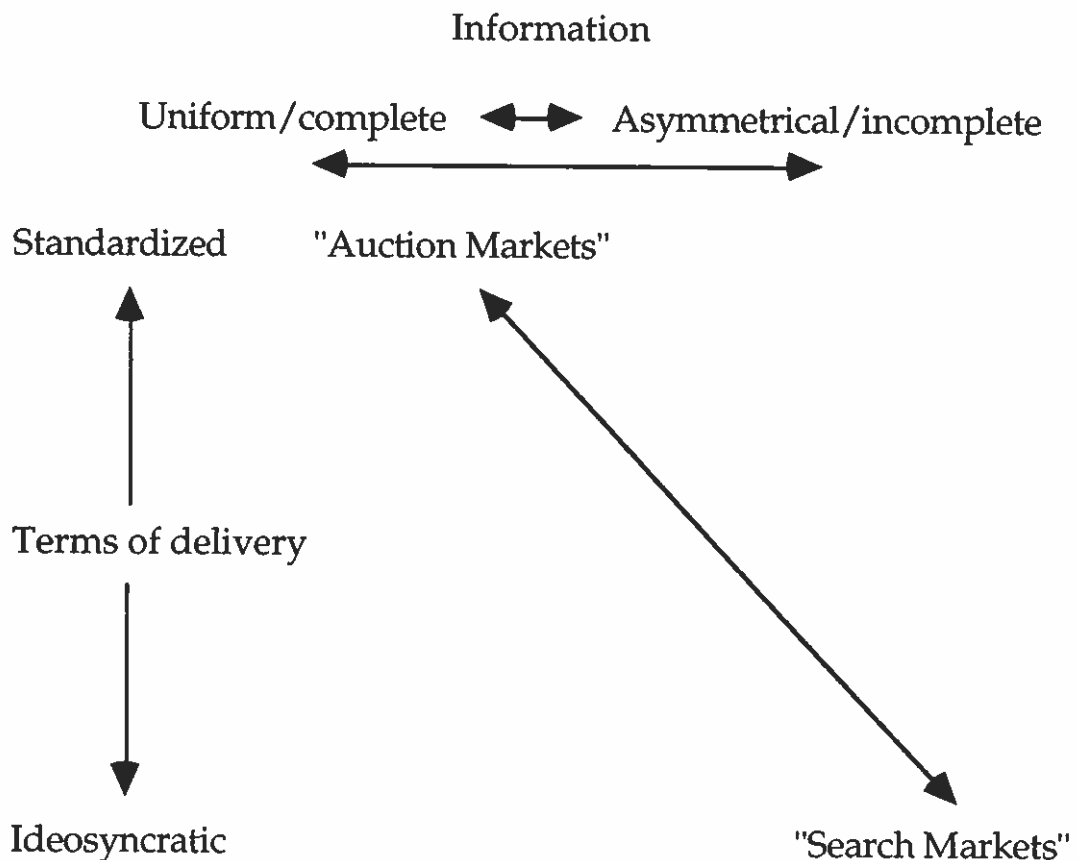 Information
Uniform/complete Asymmetrical/incomplete
Standardized "Auction Markets"
Terms of delivery
Ideosyncratic "Search Markets"